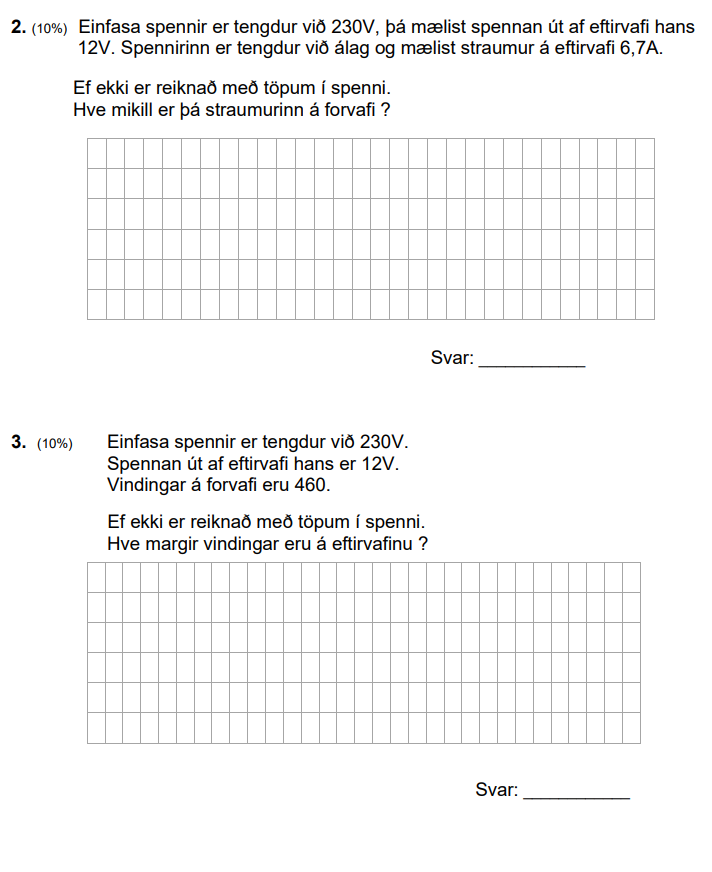 2. (10%) Einfasa spennir er tengdur við 230V, þá mælist spennan út af eftirvafi hans
12V. Spennirinn er tengdur við álag og mælist straumur á eftirvafi 6,7A.
Ef ekki er reiknað með töpum í spenni.
Hve mikill er þá straumurinn á forvafi ?
Svar: ____________
3. (10%) Einfasa spennir er tengdur við 230V.
Spennan út af eftirvafi hans er 12V.
Vindingar á forvafi eru 460.
Ef ekki er reiknað með töpum í spenni.
Hve margir vindingar eru á eftirvafinu ?
Svar: ____________